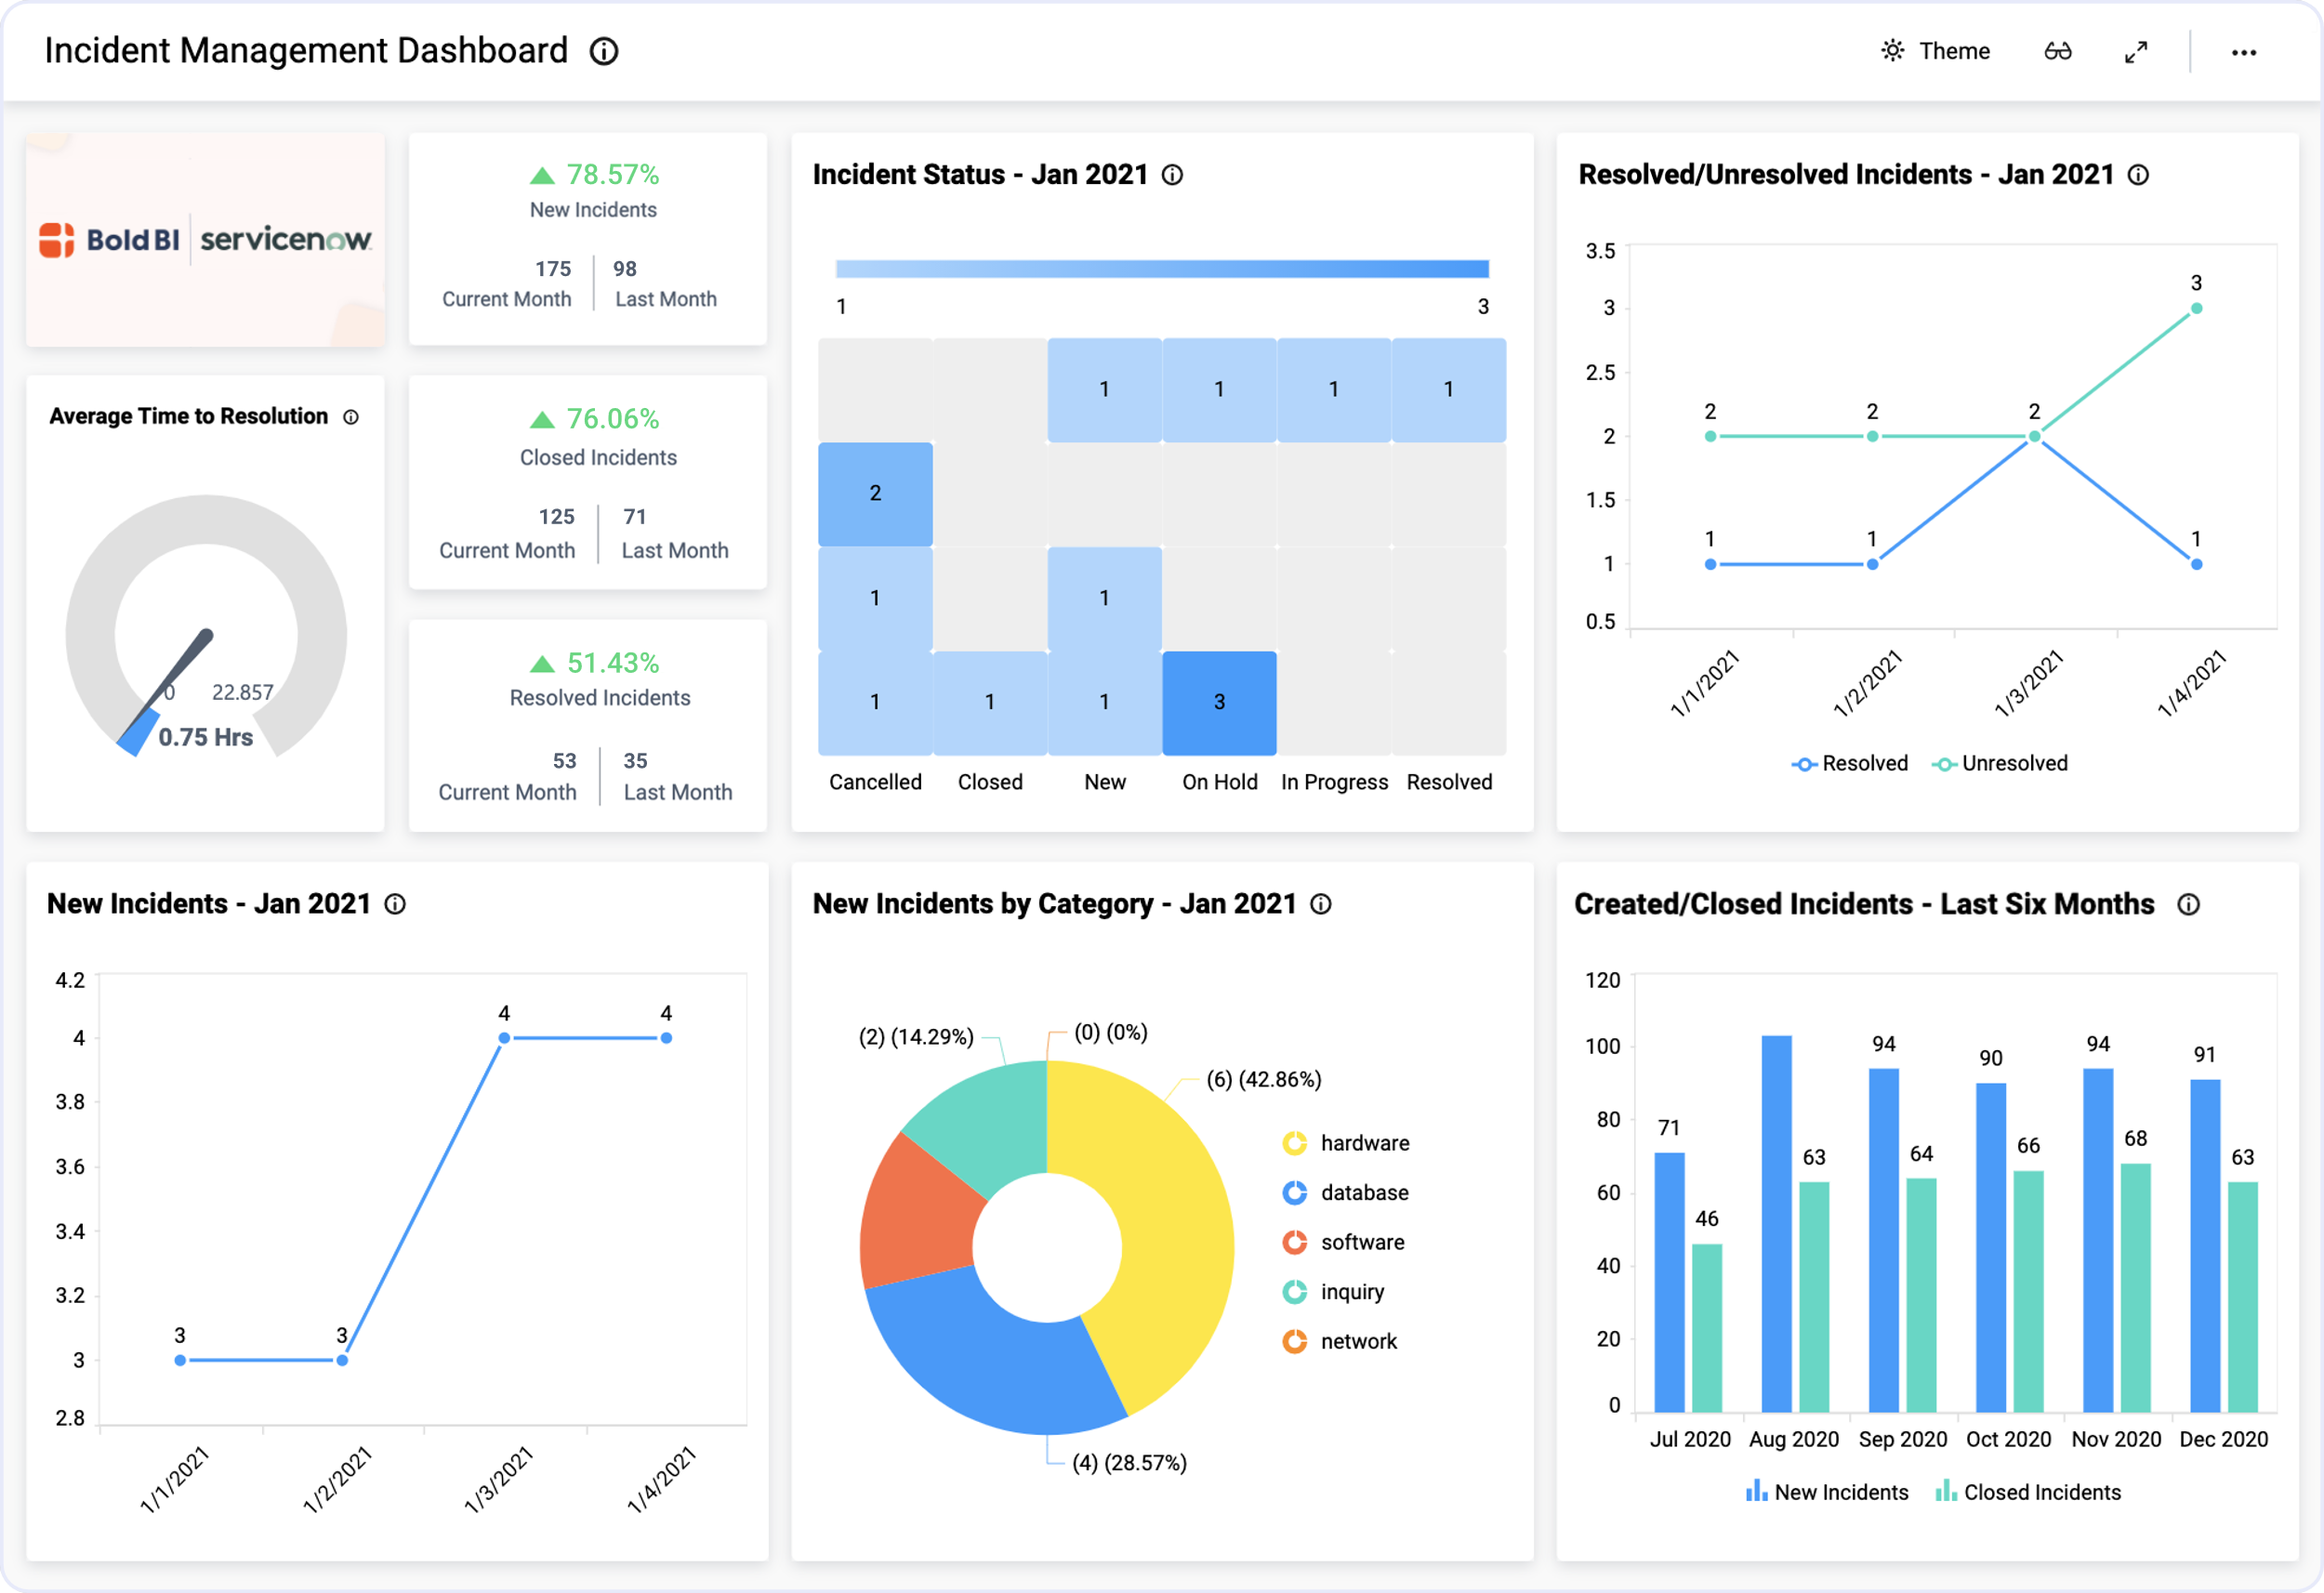 Incident Management Dashboard
Theme
Bold BI
servicenow
78.57%
New Incidents
175
98
Current Month
Last Month
Average Time to Resolution
0
22.857
0.75 Hrs
76.06%
Closed Incidents
125
71
Current Month
Last Month
51.43%
Resolved Incidents
53
35
Current Month
Last Month
Incident Status - Jan 2021
1
3
1 1 1 1
2
1 1
1 1 1 3
Cancelled Closed New On Hold In Progress Resolved
Resolved/Unresolved Incidents - Jan 2021
3.5
3
2.5
2
1.5
1
0.5
2 2 2 3
1 1 1
1/1/2021 1/2/2021 1/3/2021 1/4/2021
Resolved Unresolved
New Incidents - Jan 2021
4.2
4
3.8
3.6
3.4
3.2
3
2.8
3 3 4 4
1/1/2021 1/2/2021 1/3/2021 1/4/2021
New Incidents by Category - Jan 2021
(2) (14.29%)
(0) (0%)
(6) (42.86%)
(4) (28.57%)
hardware
database
software
inquiry
network
Created/Closed Incidents - Last Six Months
120
100
80
60
40
20
0
71 46 63 94 64 90 66 94 68 91 63
Jul 2020 Aug 2020 Sep 2020 Oct 2020 Nov 2020 Dec 2020
New Incidents Closed Incidents